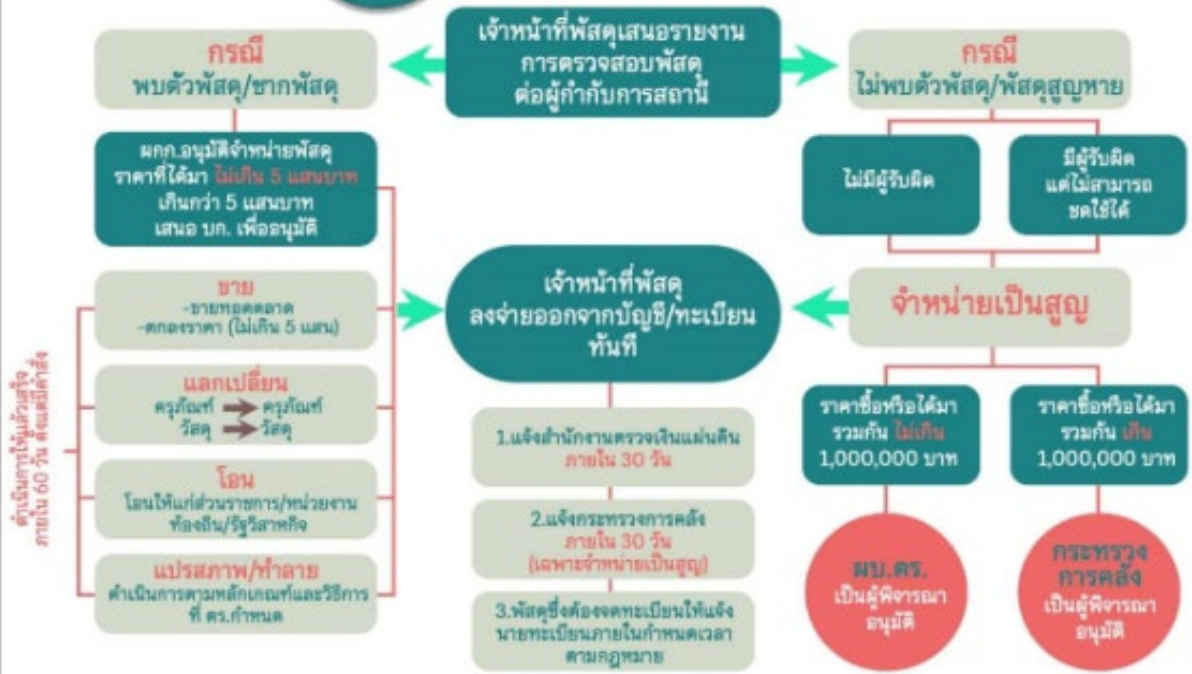 เจ้าหน้าที่พัสดุเสนอรายงาน
การตรวจสอบพัสดุ
ต่อผู้กำกับการสถานี
กรณี
พบตัวพัสดุ/ซากพัสดุ
กรณี
ไม่พบตัวพัสดุ/พัสดุสูญหาย
ผกก.อนุมัติจำหน่ายพัสดุ
ราคาที่ได้มา ไม่เกิน 5 แสนบาท
เกินกว่า 5 แสนบาท
เสนอ บก. เพื่ออนุมัติ
ไม่มีผู้รับผิด
มีผู้รับผิด
แต่ไม่สามารถ
ชดใช้ได้
ดำเนินการให้แล้วเสร็จ
ภายใน 60 วัน ตั้งแต่มีคำสั่ง
ขาย
-ขายทอดตลาด
-ตกลงราคา (ไม่เกิน 5 แสน)
แลกเปลี่ยน
ครุภัณฑ์ ครุภัณฑ์
วัสดุ วัสดุ
โอน
โอนให้แก่ส่วนราชการ/หน่วยงาน
ท้องถิ่น/รัฐวิสาหกิจ
แปรสภาพ/ทำลาย
ดำเนินการตามหลักเกณฑ์และวิธีการ
ที่ ตร.กำหนด
เจ้าหน้าที่พัสดุ
ลงจ่ายออกจากบัญชี/ทะเบียน
ทันที
1.แจ้งสำนักงานตรวจเงินแผ่นดิน
ภายใน 30 วัน
2.แจ้งกระทรวงการคลัง
ภายใน 30 วัน
(เฉพาะจำหน่ายเป็นสูญ)
3.พัสดุซึ่งต้องจดทะเบียนให้แจ้ง
นายทะเบียนภายในกำหนดเวลา
ตามกฎหมาย
จำหน่ายเป็นสูญ
ราคาซื้อหรือได้มา
รวมกัน ไม่เกิน
1,000,000 บาท
ราคาซื้อหรือได้มา
รวมกัน เกิน
1,000,000 บาท
ผบ.ตร.
เป็นผู้พิจารณา
อนุมัติ
กระทรวง
การคลัง
เป็นผู้พิจารณา
อนุมัติ